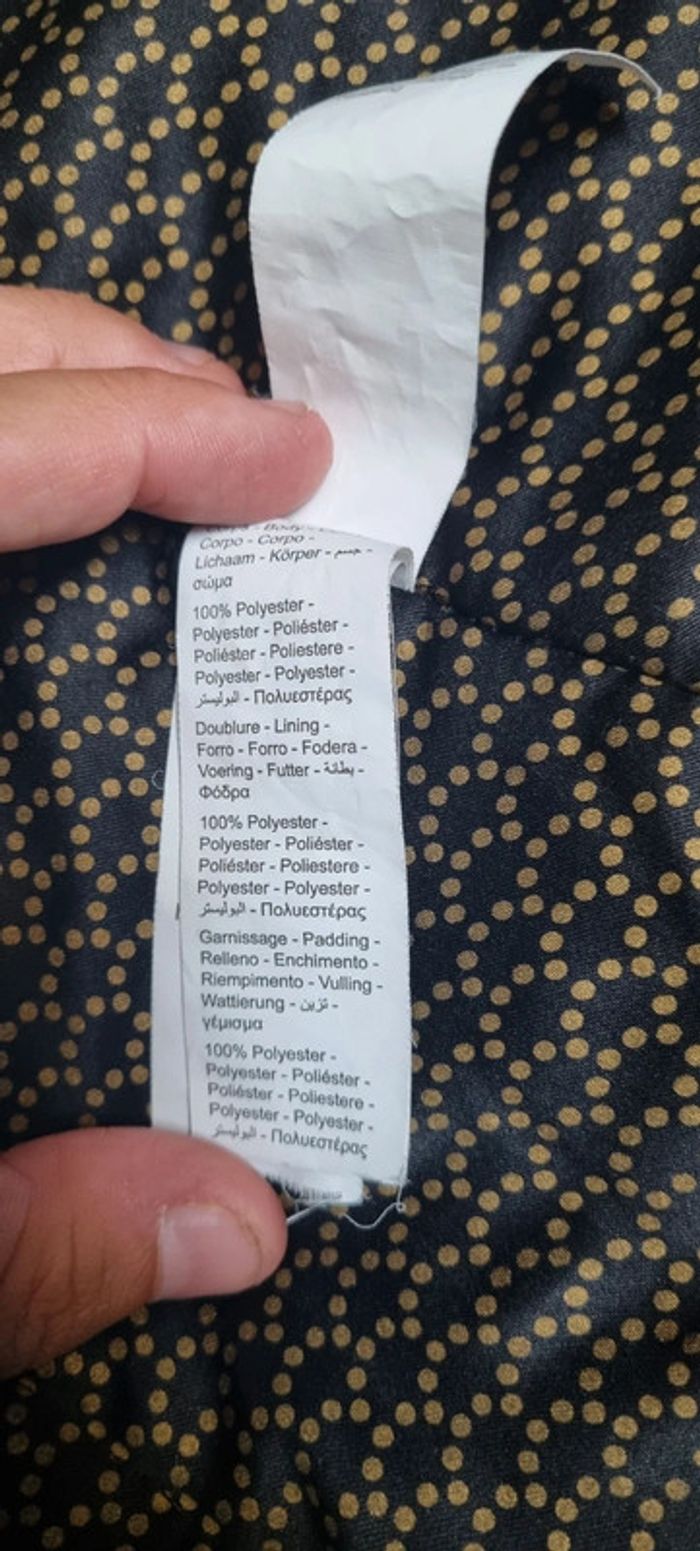 Corpo - Corpo -
Lichaam - Körper - جسم -
σώμα
100% Polyester -
Polyester - Poliéster -
Poliéster - Poliestere -
Polyester - Polyester -
البوليستر - Πολυεστέρας
Doublure - Lining -
Forro - Forro - Fodera -
Voering - Futter - بطانة -
Φόδρα
100% Polyester -
Polyester - Poliéster -
Poliéster - Poliestere -
Polyester - Polyester -
البوليستر - Πολυεστέρας
Garnissage - Padding -
Relleno - Enchimento -
Riempimento - Vulling -
Wattierung - تزين -
γέμισμα
100% Polyester -
Polyester - Poliéster -
Poliéster - Poliestere -
Polyester - Polyester -
البوليستر - Πολυεστέρας